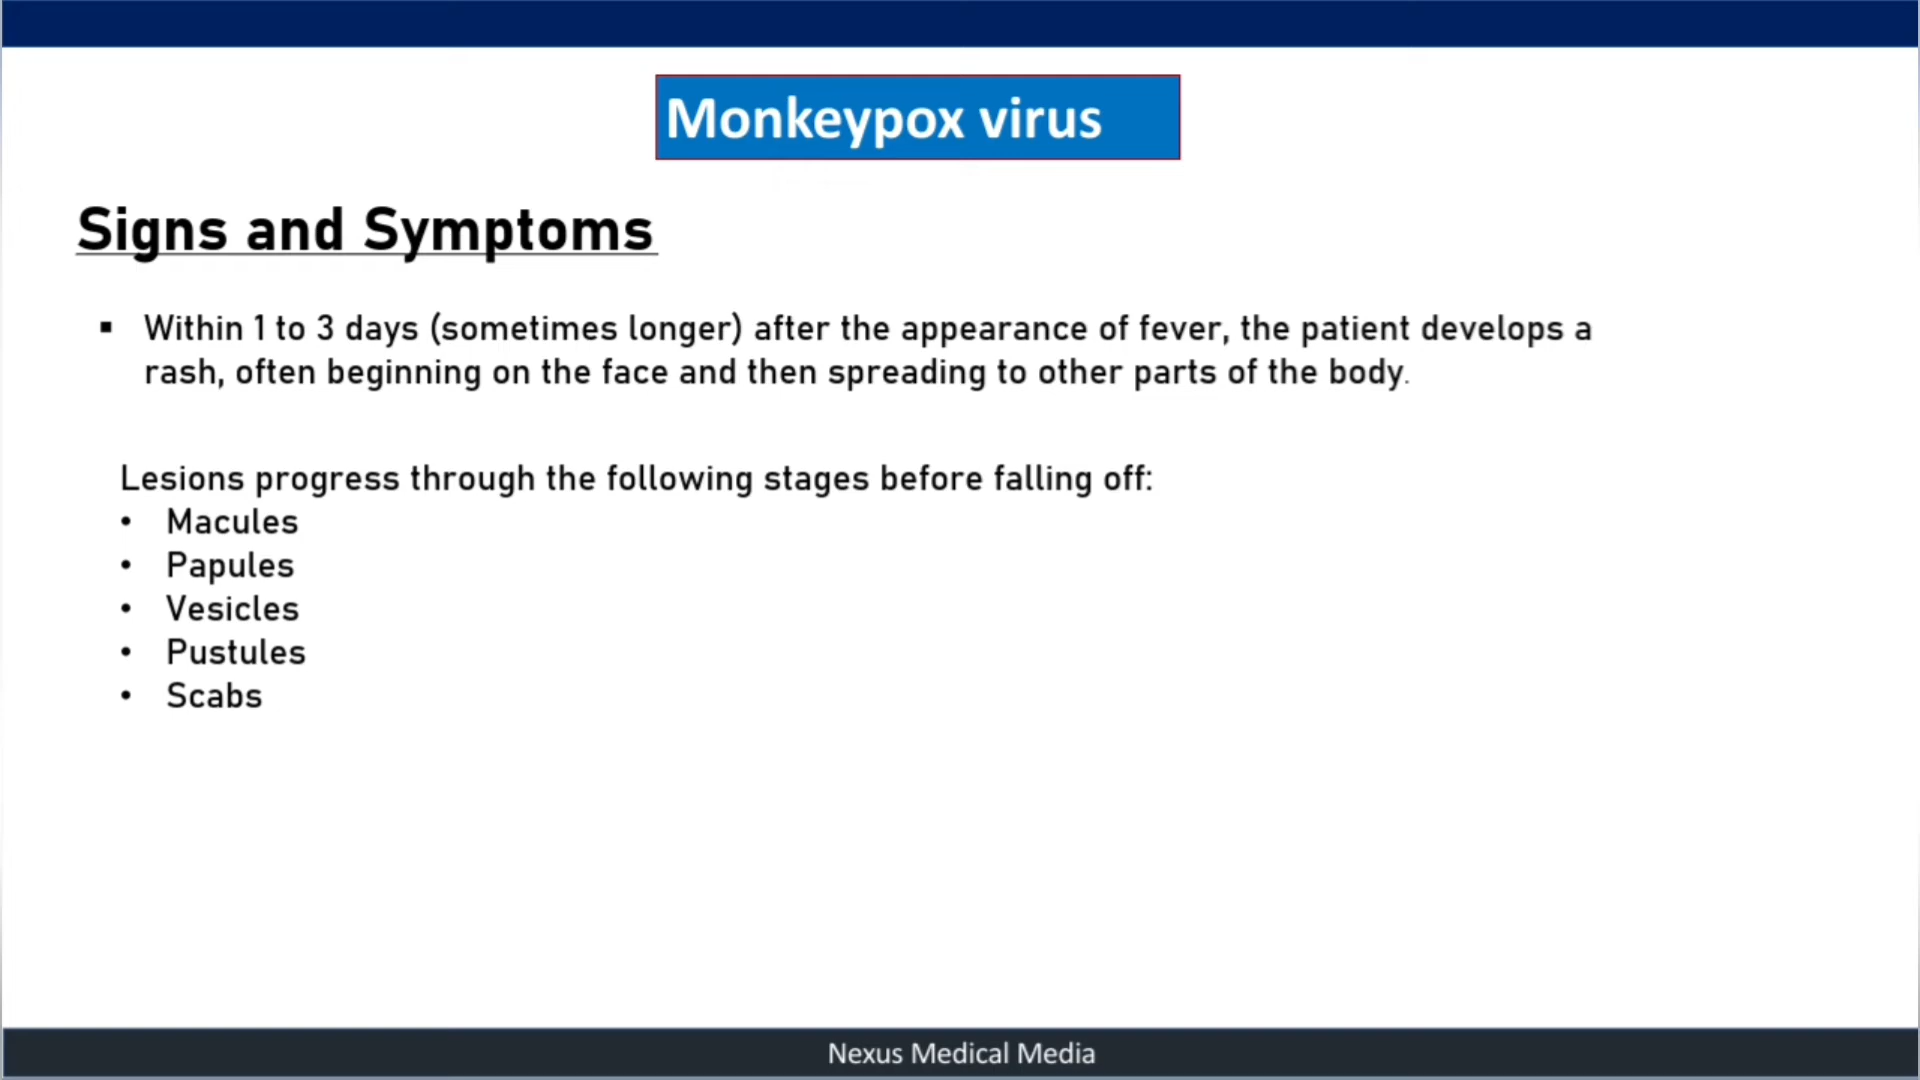 Monkeypox virus
Signs and Symptoms
▪ Within 1 to 3 days (sometimes longer) after the appearance of fever, the patient develops a
rash, often beginning on the face and then spreading to other parts of the body.
Lesions progress through the following stages before falling off:
• Macules
• Papules
• Vesicles
• Pustules
• Scabs
Nexus Medical Media